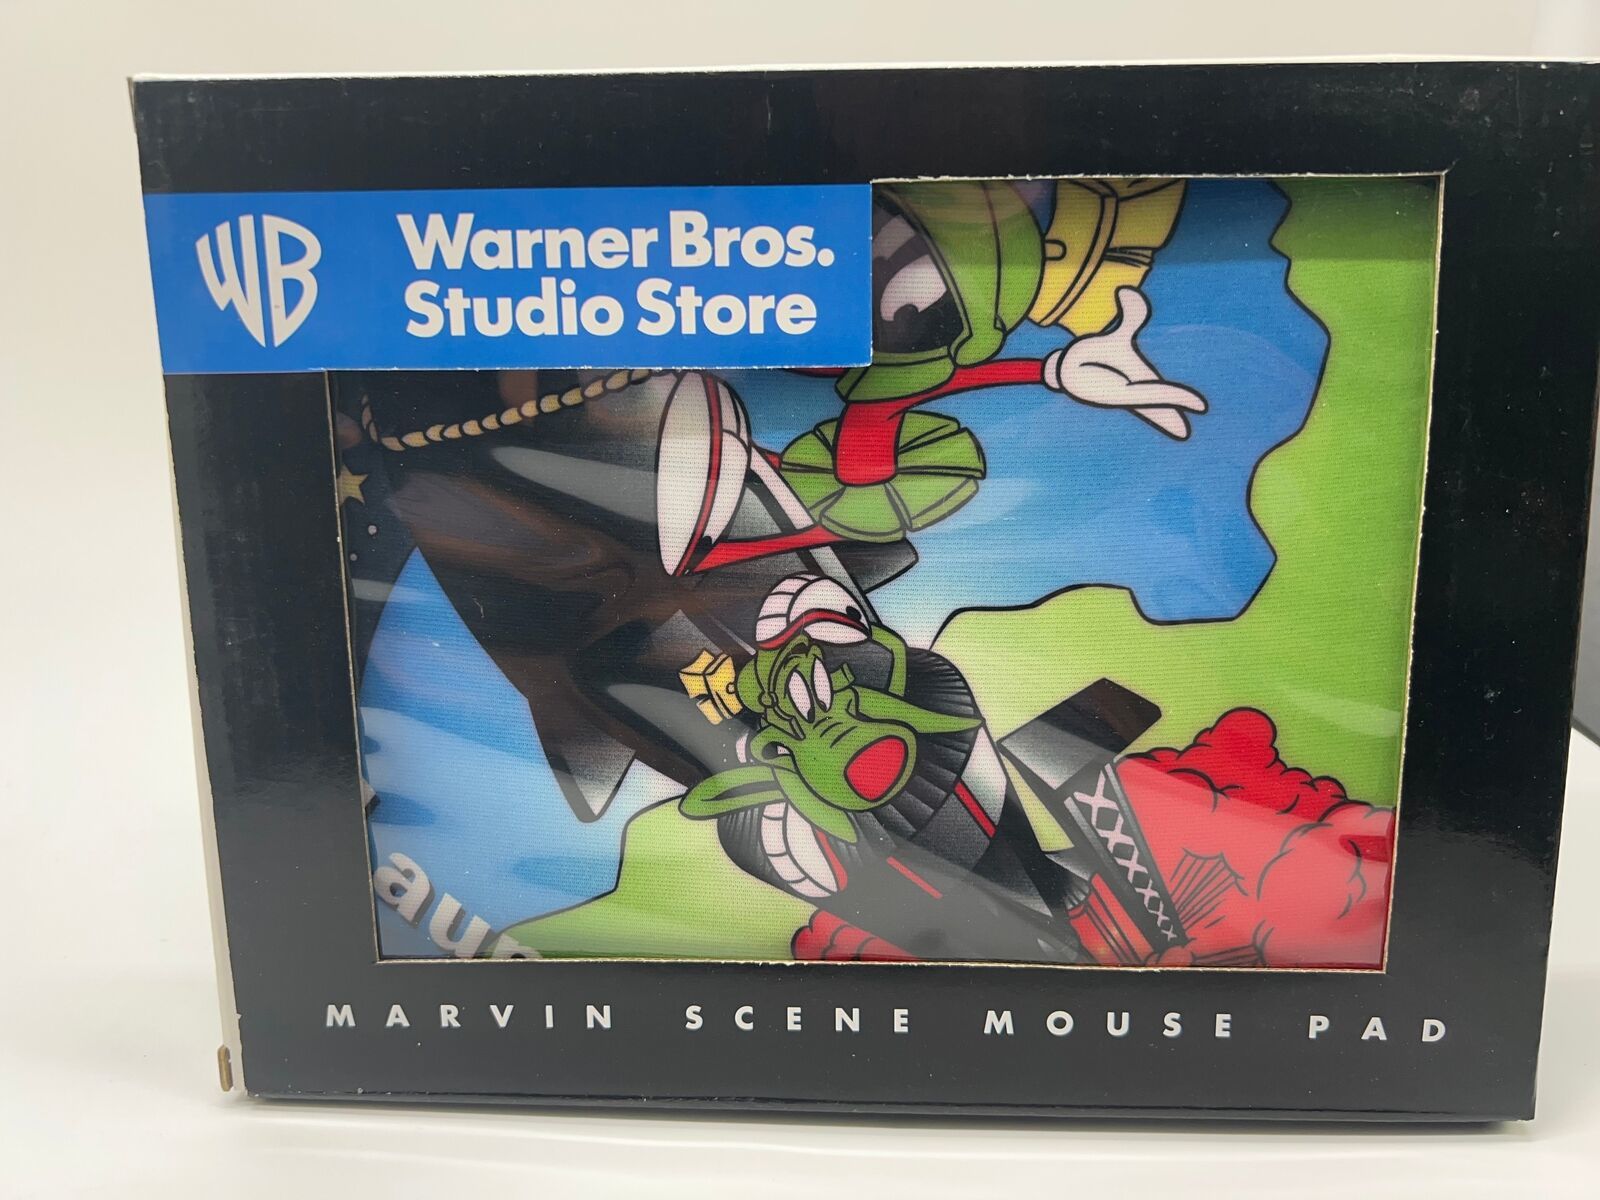 WB
Warner Bros.
Studio Store
MARVIN SCENE MOUSE PAD